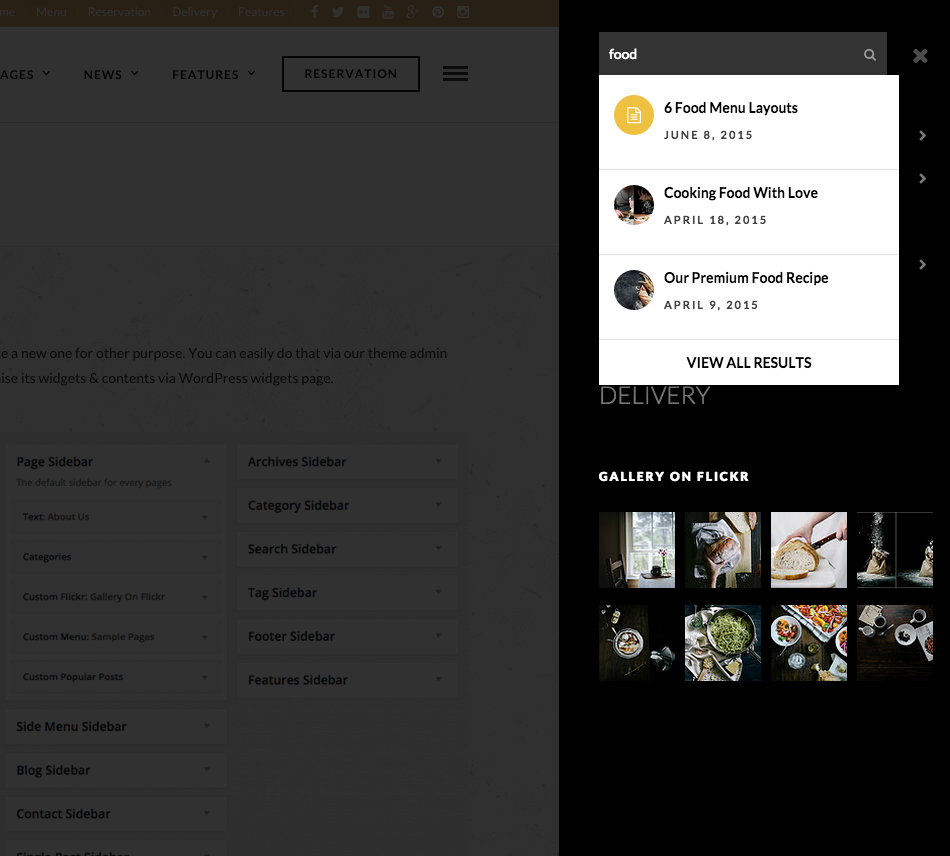 Menu Reservation Delivery Features
NEWS FEATURES RESERVATION
a new one for other purpose. You can easily do that via our theme admin
its widgets & contents via WordPress widgets page.
Page Sidebar
The default sidebar for every pages
Text: About Us
Categories
Custom Flickr: Gallery On Flickr
Custom Menu: Sample Pages
Custom Popular Posts
Side Menu Sidebar
Blog Sidebar
Contact Sidebar
Single Post Sidebar
Archives Sidebar
Category Sidebar
Search Sidebar
Tag Sidebar
Footer Sidebar
Features Sidebar
food
6 Food Menu Layouts
JUNE 8, 2015
Cooking Food With Love
APRIL 18, 2015
Our Premium Food Recipe
APRIL 9, 2015
VIEW ALL RESULTS
DELIVERY
GALLERY ON FLICKR